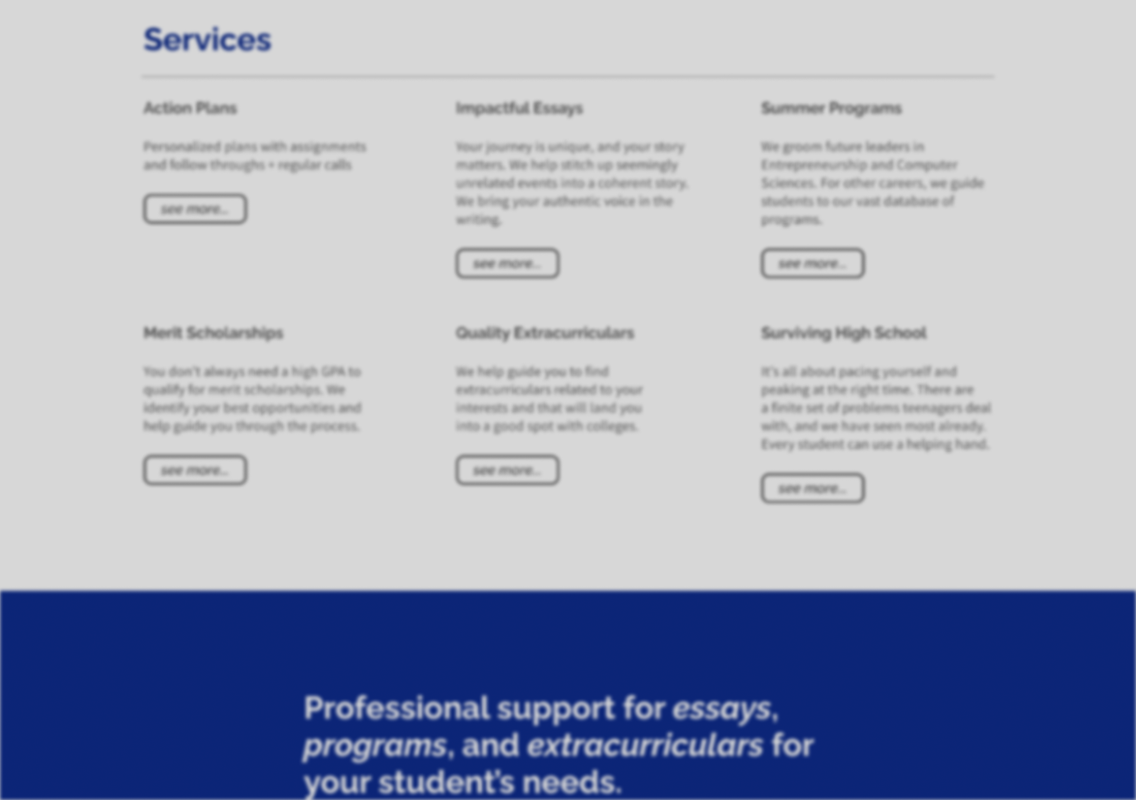 Services
Action Plans
Personalized plans with assignments
and follow throughs + regular calls
see more...
Impactful Essays
Your journey is unique, and your story
matters. We help stitch up seemingly
unrelated events into a coherent story.
We bring your authentic voice in the
writing.
see more...
Summer Programs
We groom future leaders in
Entrepreneurship and Computer
Sciences. For other careers, we guide
students to our vast database of
programs.
see more...
Merit Scholarships
You don't always need a high GPA to
qualify for merit scholarships. We
identify your best opportunities and
help guide you through the process.
see more...
Quality Extracurriculars
We help guide you to find
extracurriculars related to your
interests and that will land you
into a good spot with colleges.
see more...
Surviving High School
It's all about pacing yourself and
peaking at the right time. There are
a finite set of problems teenagers deal
with, and we have seen most already.
Every student can use a helping hand.
see more...
Professional support for essays,
programs, and extracurriculars for
your student's needs.